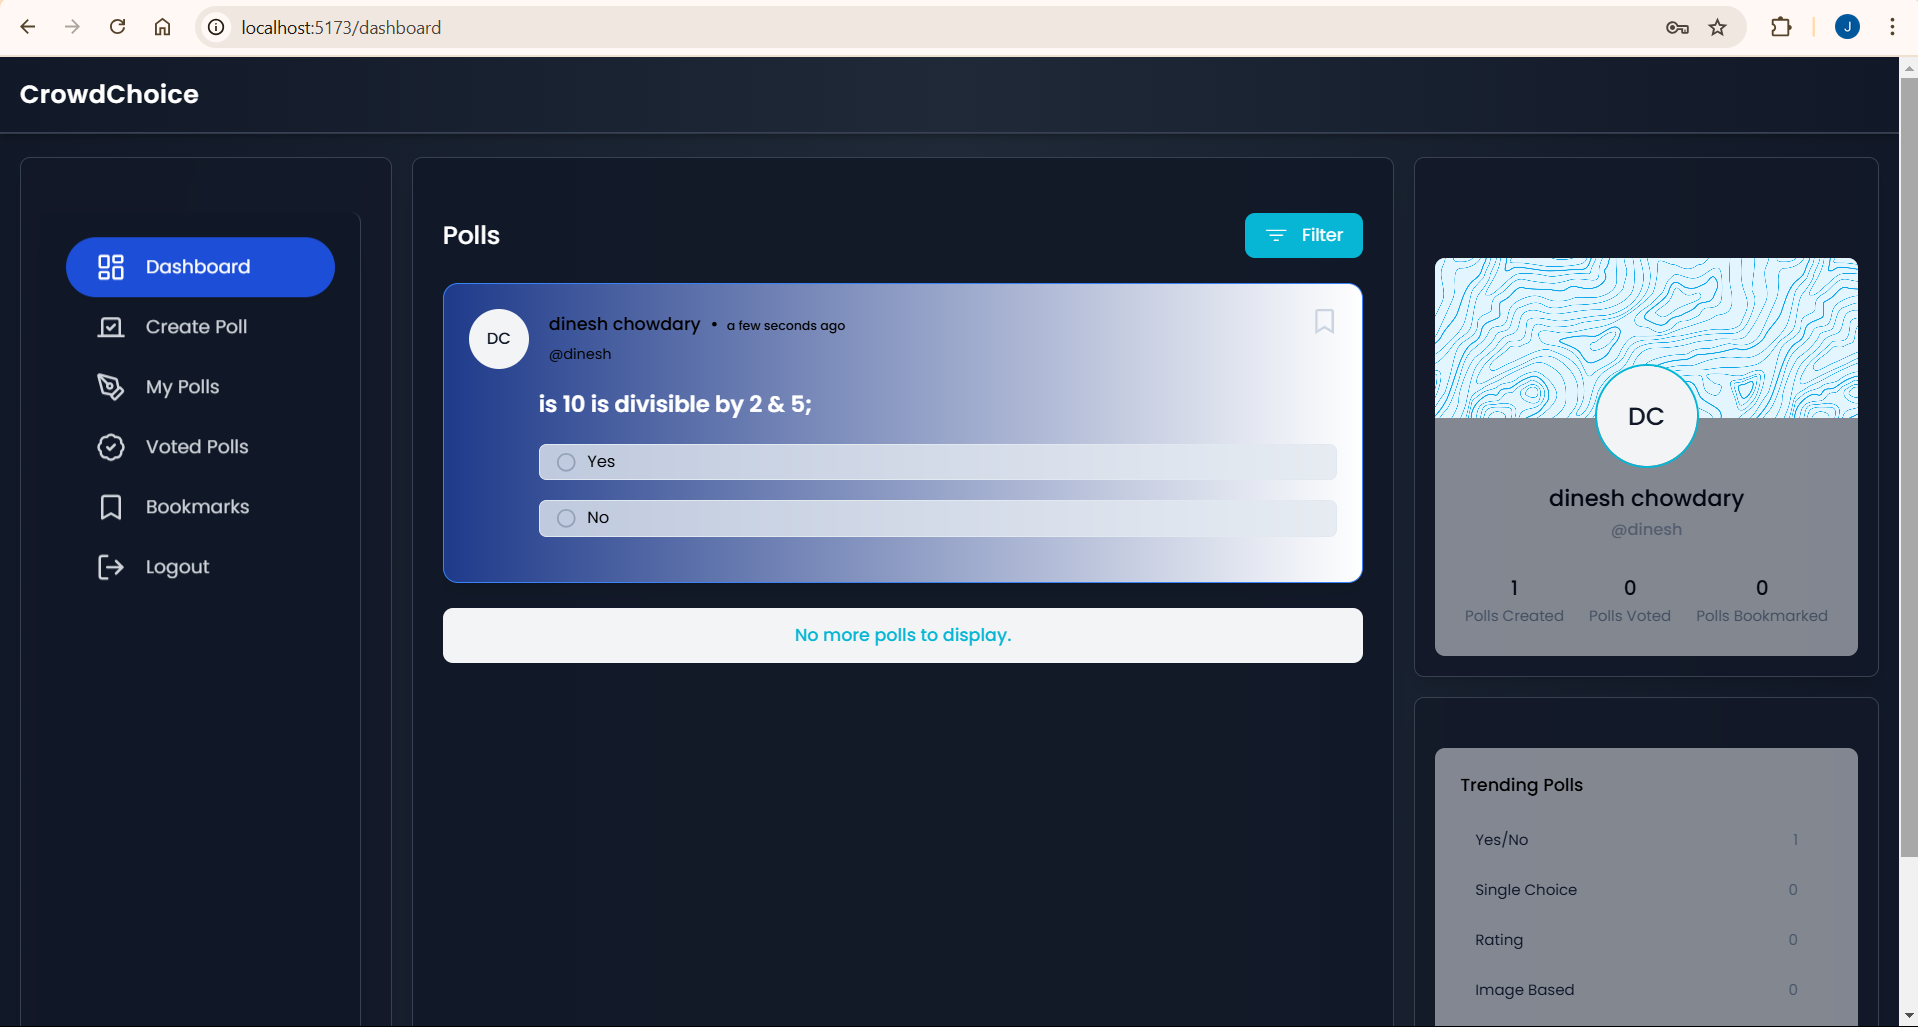 localhost:5173/dashboard
J
CrowdChoice
Dashboard
Create Poll
My Polls
Voted Polls
Bookmarks
Logout
Polls
Filter
DC
dinesh chowdary • a few seconds ago
@dinesh
is 10 is divisible by 2 & 5;
Yes
No
No more polls to display.
DC
dinesh chowdary
@dinesh
1 0 0
Polls Created Polls Voted Polls Bookmarked
Trending Polls
Yes/No 1
Single Choice 0
Rating 0
Image Based 0